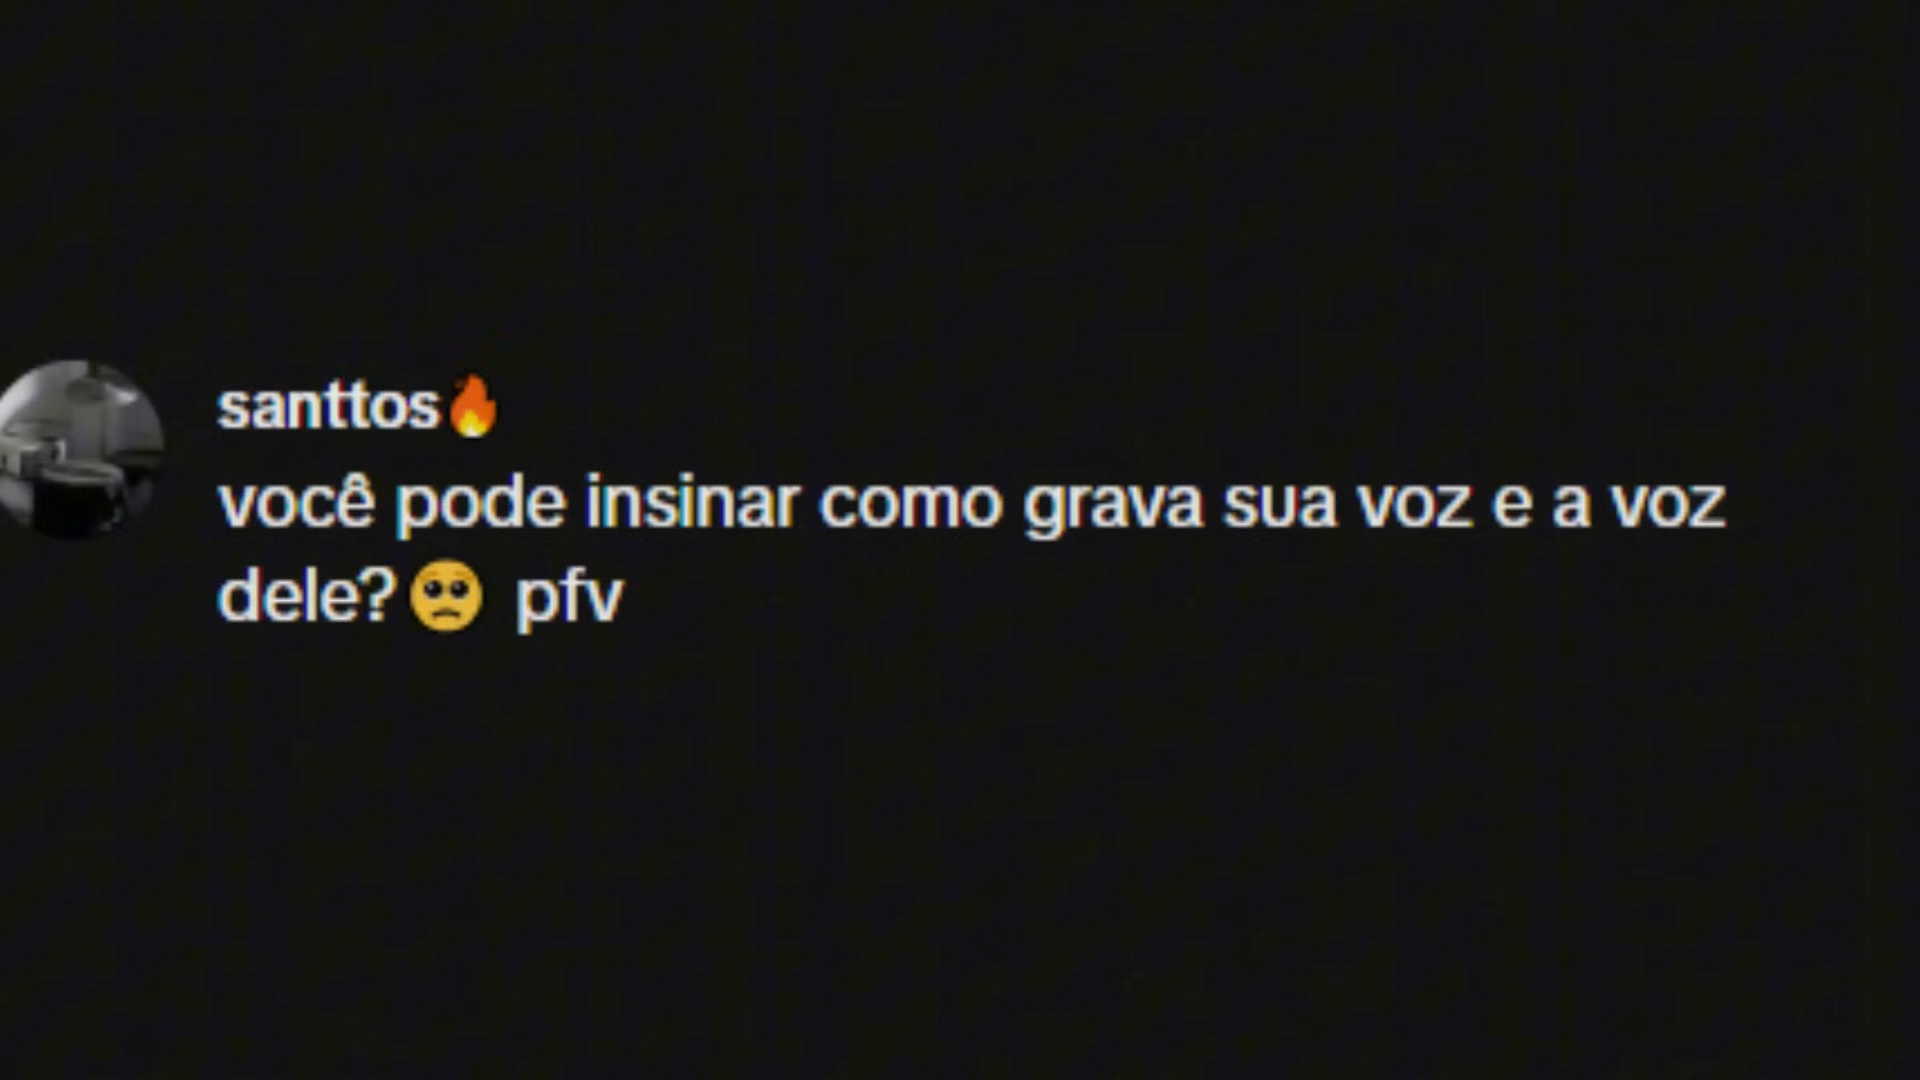 santtos🔥
você pode insinar como grava sua voz e a voz
dele?🥺 pfv